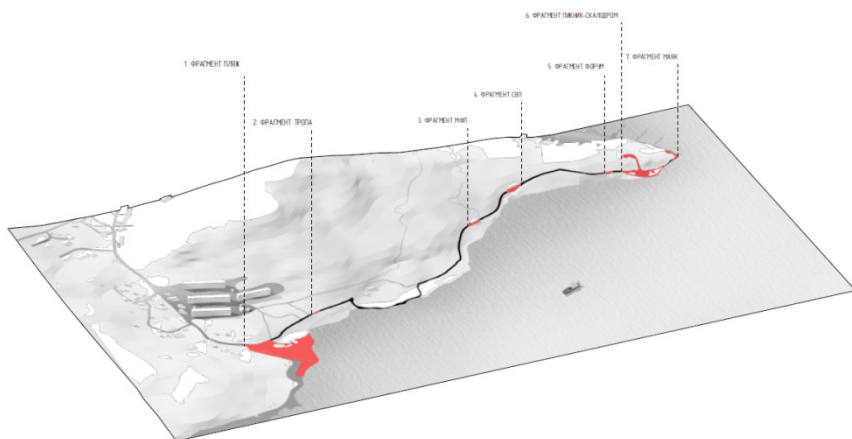 1. ФРАГМЕНТ ПЛЯЖ
2. ФРАГМЕНТ ТРОПА
3. ФРАГМЕНТ МФП
4. ФРАГМЕНТ СВП
5. ФРАГМЕНТ ФОРУМ
6. ФРАГМЕНТ ПИКНИК-СКАЛОДРОМ
7. ФРАГМЕНТ МАЯК